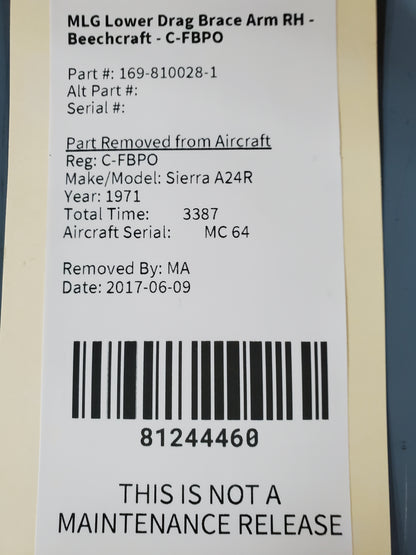 MLG Lower Drag Brace Arm RH -
Beechcraft - C-FBPO
Part #: 169-810028-1
Alt Part #:
Serial #:
Part Removed from Aircraft
Reg: C-FBPO
Make/Model: Sierra A24R
Year: 1971
Total Time: 3387
Aircraft Serial: MC 64
Removed By: MA
Date: 2017-06-09
81244460
THIS IS NOT A
MAINTENANCE RELEASE